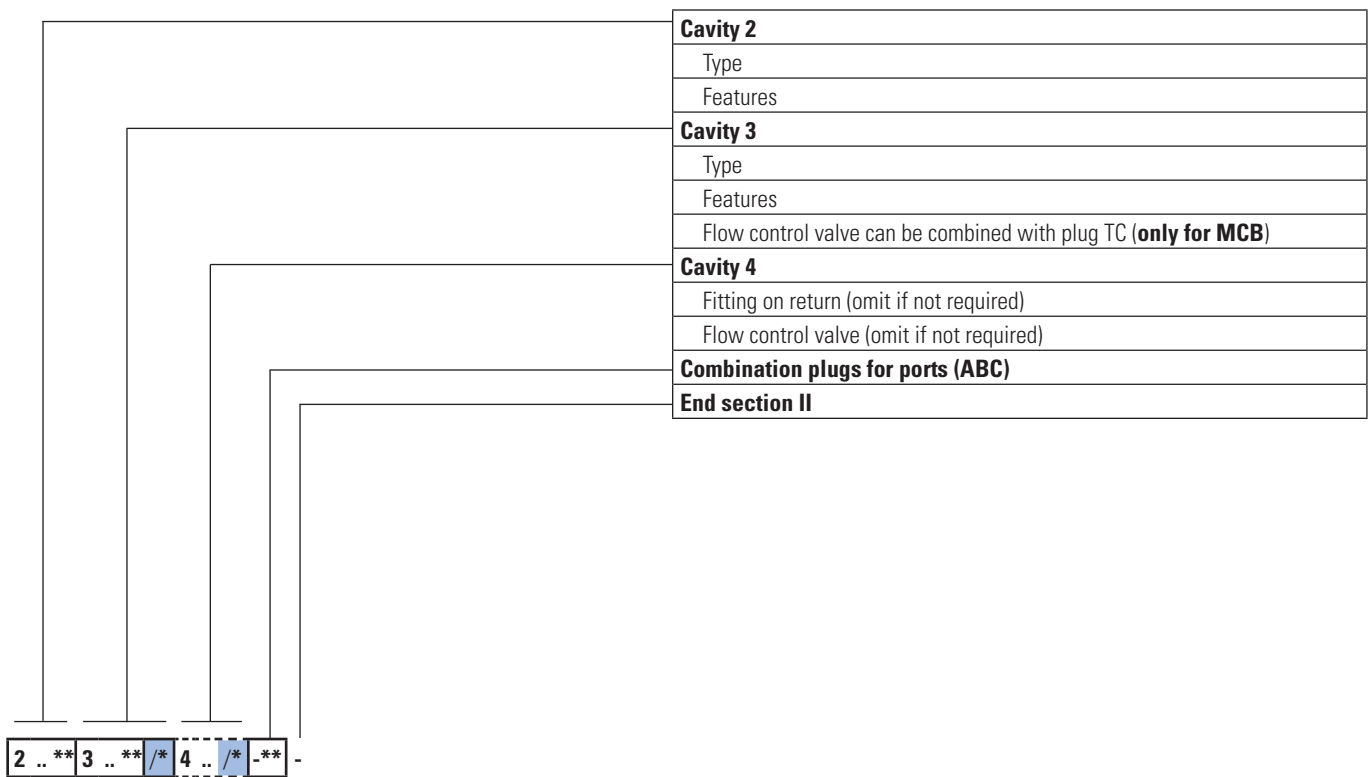 Cavity 2
Type
Features
Cavity 3
Type
Features
Flow control valve can be combined with plug TC (only for MCB)
Cavity 4
Fitting on return (omit if not required)
Flow control valve (omit if not required)
Combination plugs for ports (ABC)
End section II
2 .. ** 3 .. ** /* 4 .. /* -** -